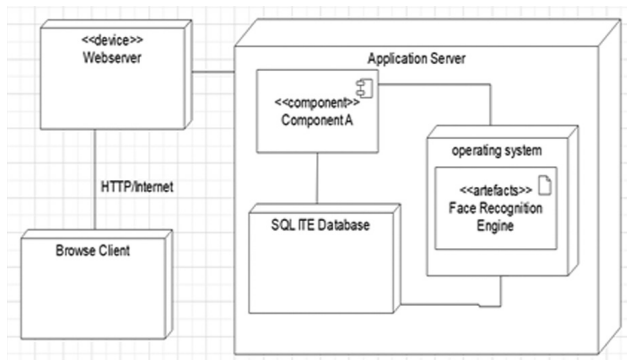 <<device>>
Webserver
HTTP/Internet
Browse Client
Application Server
<<component>>
Component A
SQL ITE Database
operating system
<<artefacts>>
Face Recognition
Engine